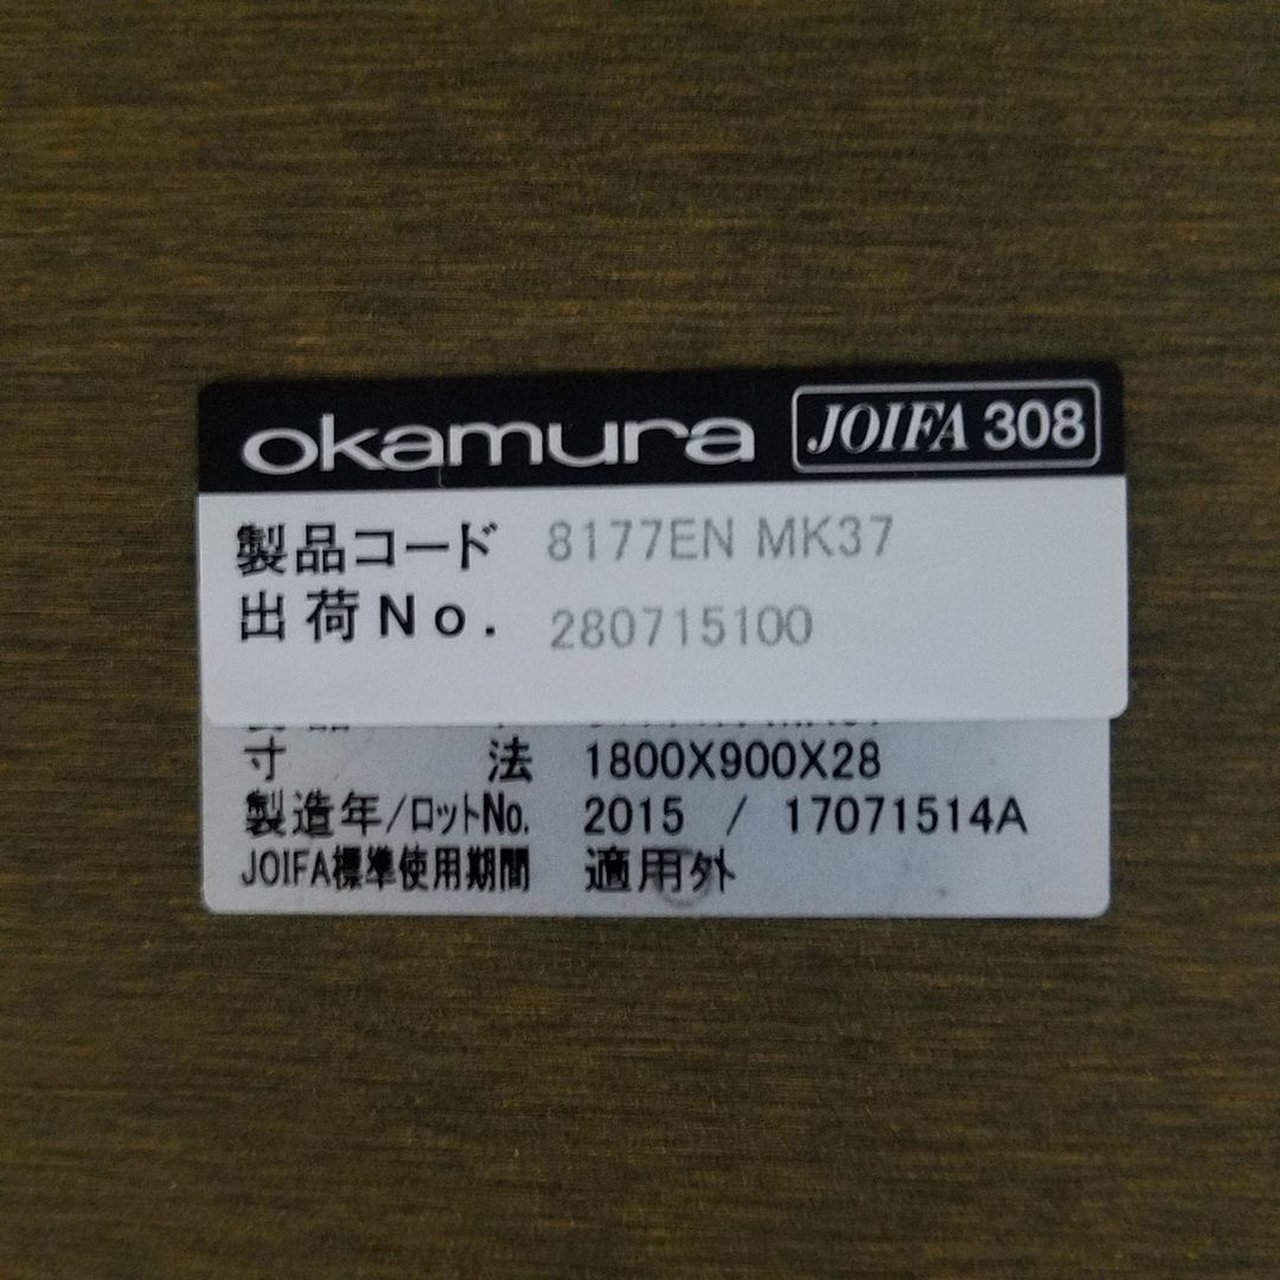 okamura JOIFA 308
製品コード 8177EN MK37
出荷No. 280715100
寸 法 1800X900X28
製造年/ロットNo. 2015 / 17071514A
JOIFA標準使用期間 適用外